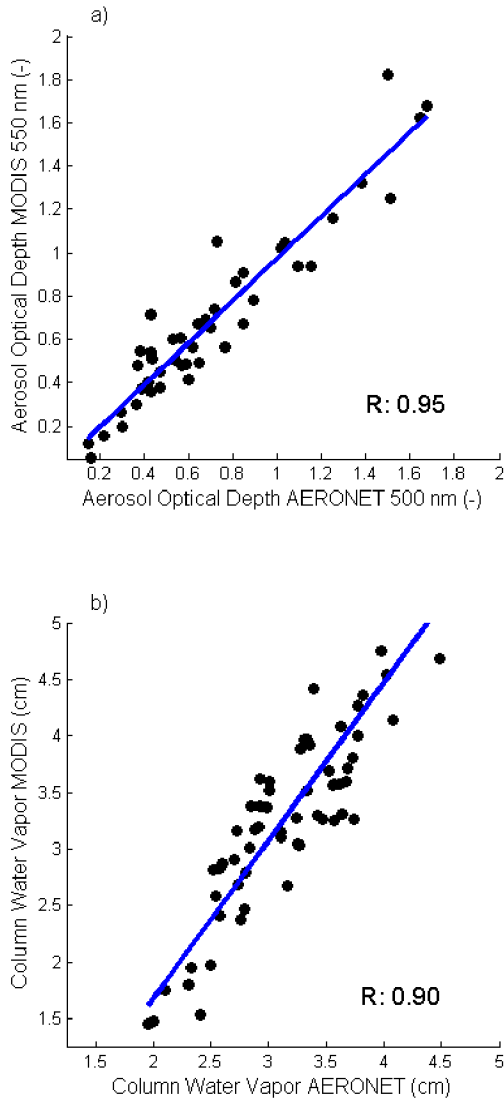 a)
Aerosol Optical Depth MODIS 550 nm (-)
2
1.8
1.6
1.4
1.2
1
0.8
0.6
0.4
0.2
R: 0.95
0.2 0.4 0.6 0.8 1 1.2 1.4 1.6 1.8 2
Aerosol Optical Depth AERONET 500 nm (-)
b)
Column Water Vapor MODIS (cm)
5
4.5
4
3.5
3
2.5
2
1.5
R: 0.90
1.5 2 2.5 3 3.5 4 4.5 5
Column Water Vapor AERONET (cm)